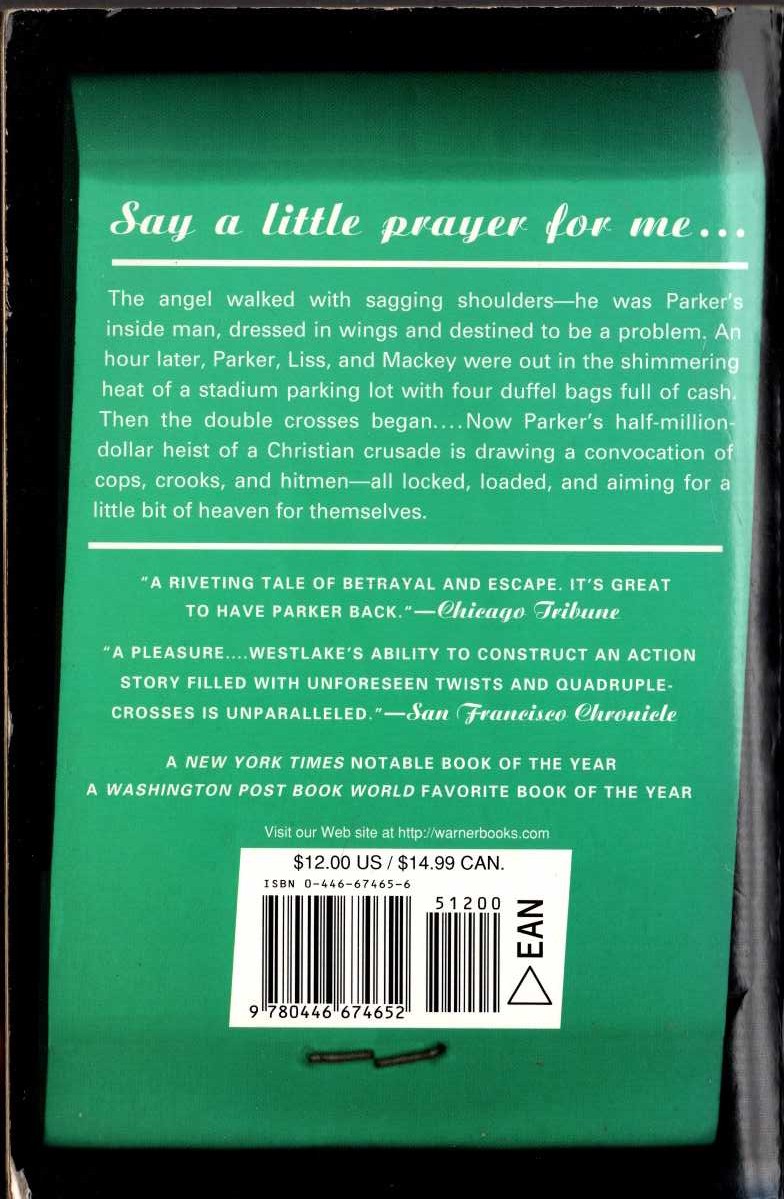 Say a little prayer for me...
The angel walked with sagging shoulders—he was Parker's
inside man, dressed in wings and destined to be a problem. An
hour later, Parker, Liss, and Mackey were out in the shimmering
heat of a stadium parking lot with four duffel bags full of cash.
Then the double crosses began....Now Parker's half-million-
dollar heist of a Christian crusade is drawing a convocation of
cops, crooks, and hitmen—all locked, loaded, and aiming for a
little bit of heaven for themselves.
"A RIVETING TALE OF BETRAYAL AND ESCAPE. IT'S GREAT
TO HAVE PARKER BACK."—Chicago Tribune
"A PLEASURE....WESTLAKE'S ABILITY TO CONSTRUCT AN ACTION
STORY FILLED WITH UNFORESEEN TWISTS AND QUADRUPLE-
CROSSES IS UNPARALLELED."—San Francisco Chronicle
A NEW YORK TIMES NOTABLE BOOK OF THE YEAR
A WASHINGTON POST BOOK WORLD FAVORITE BOOK OF THE YEAR
Visit our Web site at http://warnerbooks.com
$12.00 US / $14.99 CAN.
ISBN 0-446-67465-6
51200
EAN
9 780446 674652